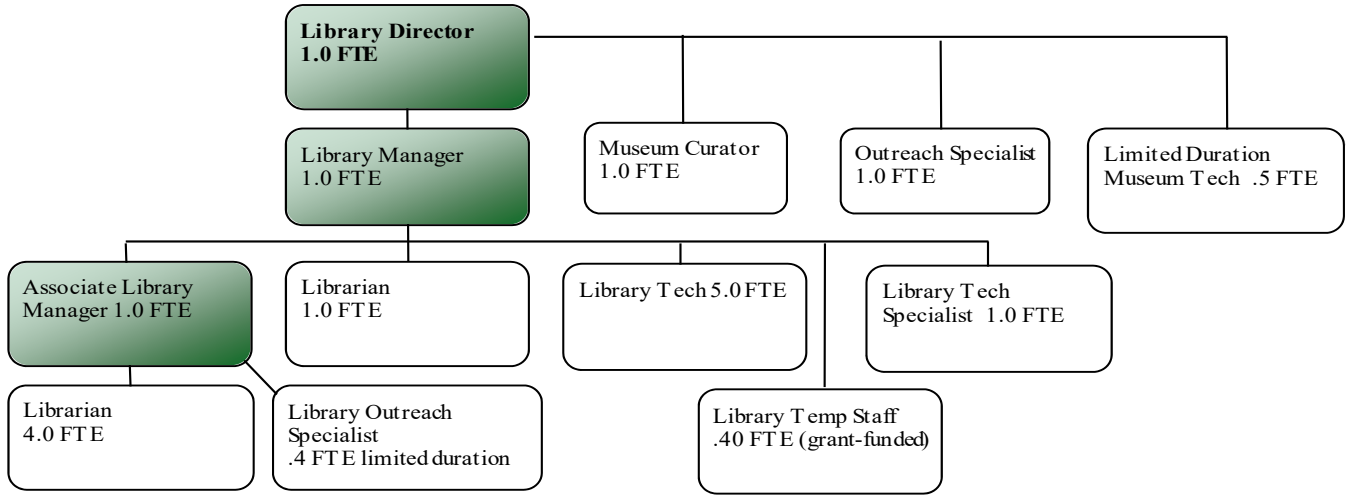 Library Director
1.0 FTE
Library Manager
1.0 FTE
Museum Curator
1.0 FTE
Outreach Specialist
1.0 FTE
Limited Duration
Museum Tech .5 FTE
Associate Library
Manager 1.0 FTE
Librarian
1.0 FTE
Library Tech 5.0 FTE
Library Tech
Specialist 1.0 FTE
Librarian
4.0 FTE
Library Outreach
Specialist
.4 FTE limited duration
Library Temp Staff
.40 FTE (grant-funded)